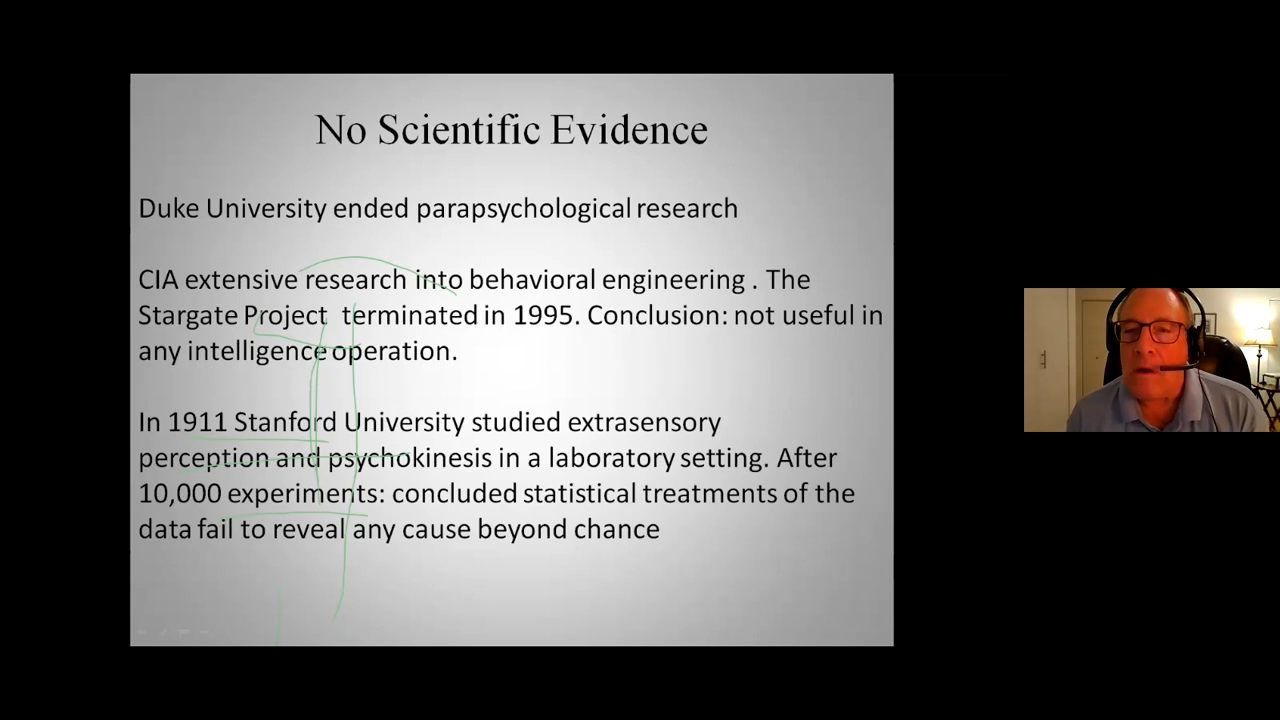 No Scientific Evidence
Duke University ended parapsychological research
CIA extensive research into behavioral engineering . The
Stargate Project terminated in 1995. Conclusion: not useful in
any intelligence operation.
In 1911 Stanford University studied extrasensory
perception and psychokinesis in a laboratory setting. After
10,000 experiments: concluded statistical treatments of the
data fail to reveal any cause beyond chance